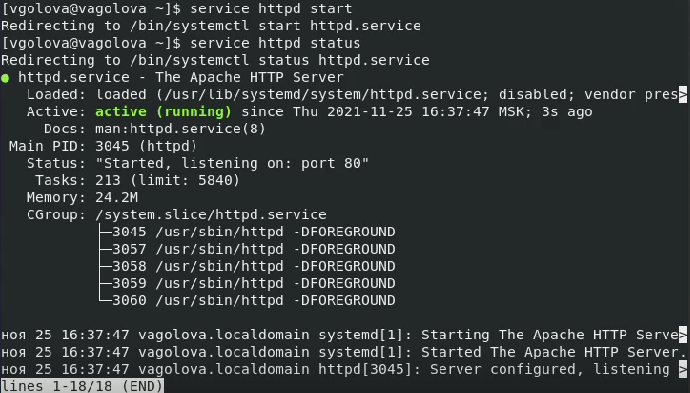 [vgolova@vagolova ~]$ service httpd start
Redirecting to /bin/systemctl start httpd.service
[vgolova@vagolova ~]$ service httpd status
Redirecting to /bin/systemctl status httpd.service
● httpd.service - The Apache HTTP Server
   Loaded: loaded (/usr/lib/systemd/system/httpd.service; disabled; vendor pres>
   Active: active (running) since Thu 2021-11-25 16:37:47 MSK; 3s ago
     Docs: man:httpd.service(8)
 Main PID: 3045 (httpd)
   Status: "Started, listening on: port 80"
    Tasks: 213 (limit: 5840)
   Memory: 24.2M
   CGroup: /system.slice/httpd.service
           ├─3045 /usr/sbin/httpd -DFOREGROUND
           ├─3057 /usr/sbin/httpd -DFOREGROUND
           ├─3058 /usr/sbin/httpd -DFOREGROUND
           ├─3059 /usr/sbin/httpd -DFOREGROUND
           └─3060 /usr/sbin/httpd -DFOREGROUND
ноя 25 16:37:47 vagolova.localdomain systemd[1]: Starting The Apache HTTP Serve>
ноя 25 16:37:47 vagolova.localdomain systemd[1]: Started The Apache HTTP Server.
ноя 25 16:37:47 vagolova.localdomain httpd[3045]: Server configured, listening >
lines 1-18/18 (END)